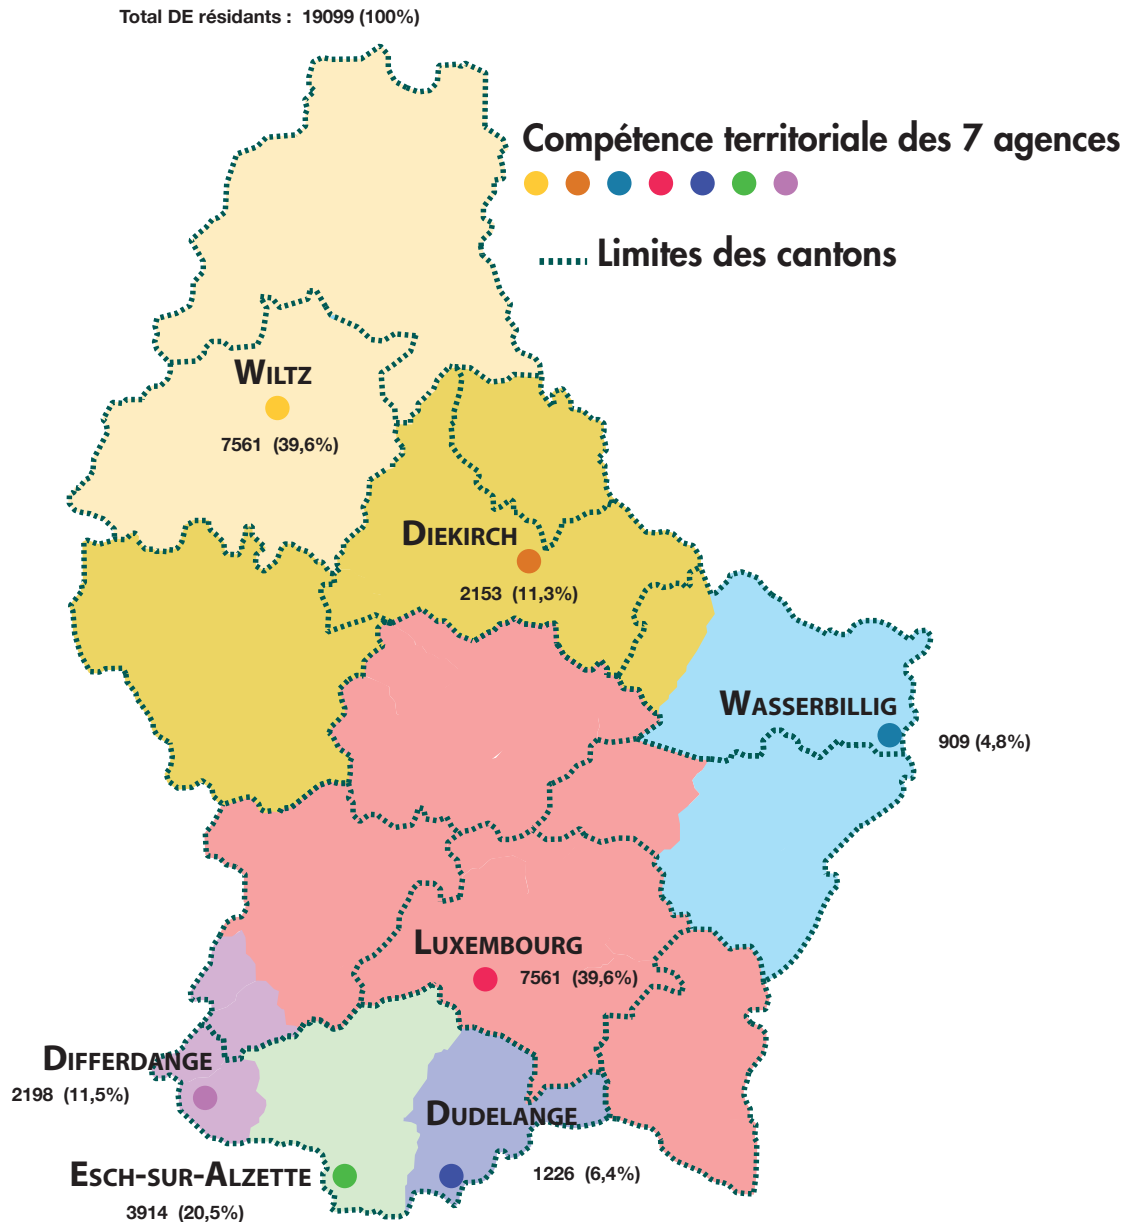 Total DE résidants : 19099 (100%)
Compétence territoriale des 7 agences
Limites des cantons
WILTZ
7561 (39,6%)
DIEKIRCH
2153 (11,3%)
WASSERBILLIG
909 (4,8%)
LUXEMBOURG
7561 (39,6%)
DIFFERDANGE
2198 (11,5%)
DUDELANGE
1226 (6,4%)
ESCH-SUR-ALZETTE
3914 (20,5%)